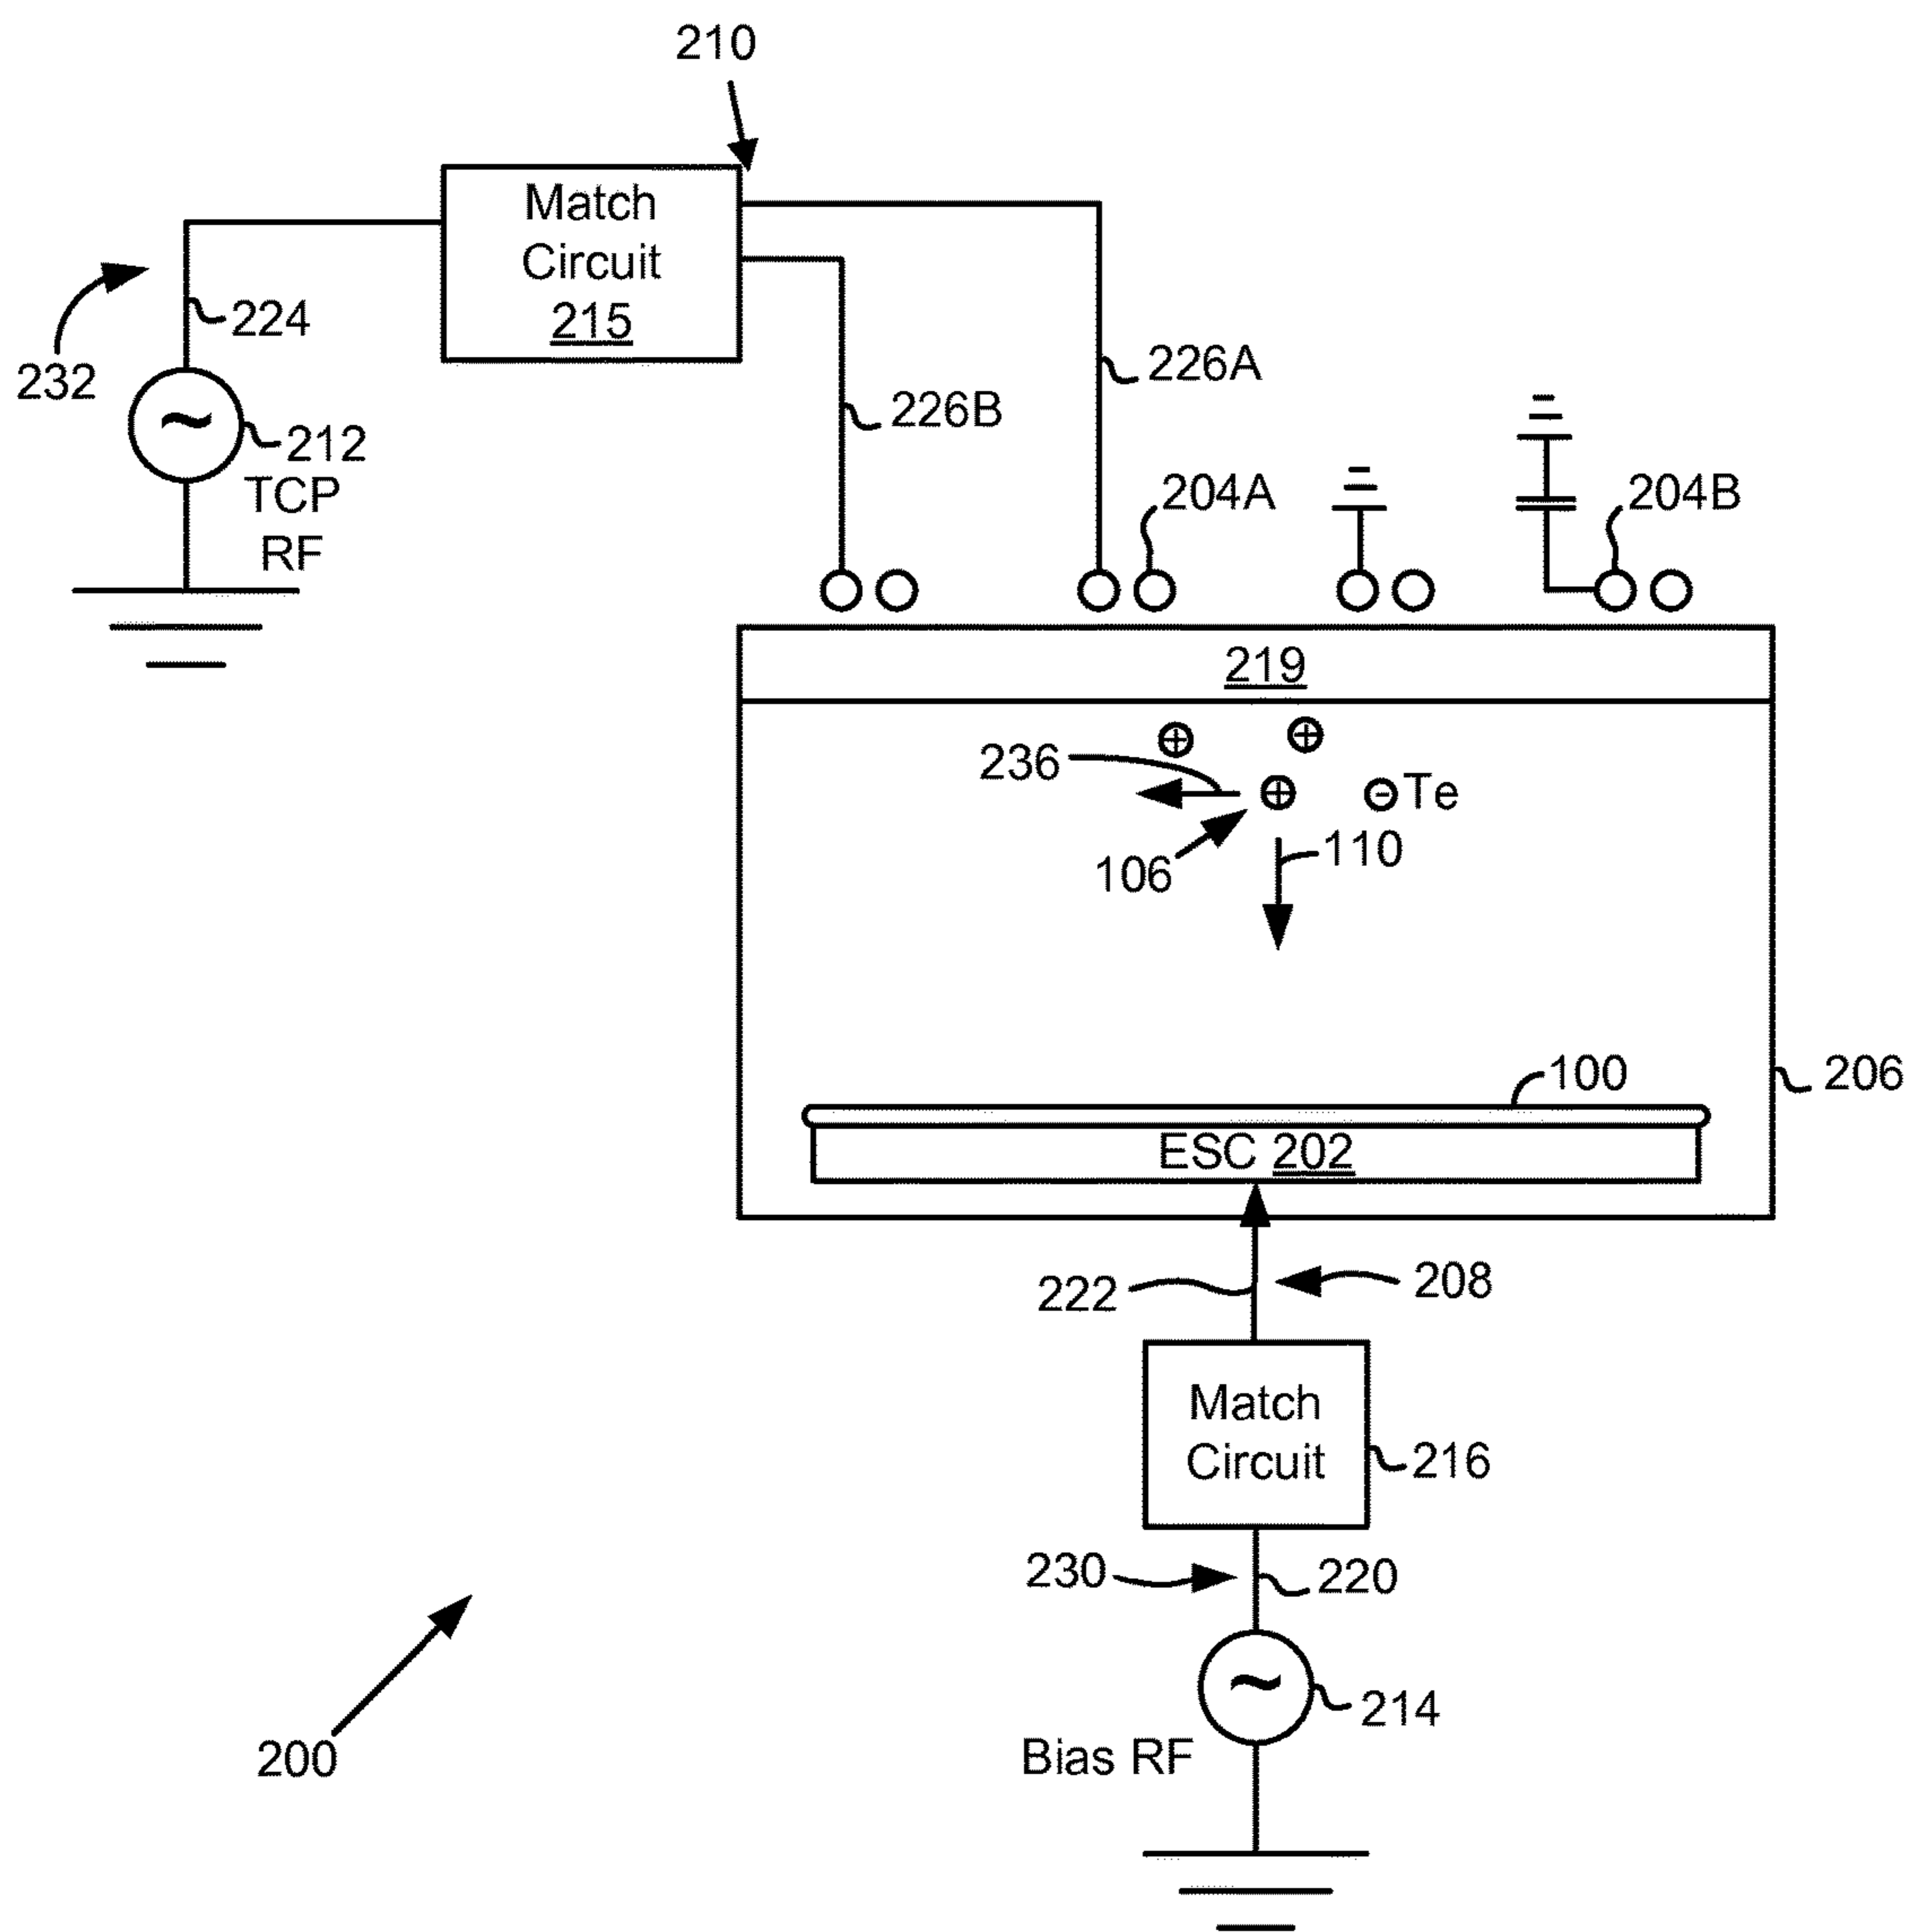 210
Match
Circuit
215
224
232
226A
226B
212
TCP
RF
204A
204B
219
236
Te
106
110
100
206
ESC 202
222
208
Match
Circuit
216
230
220
214
Bias RF
200